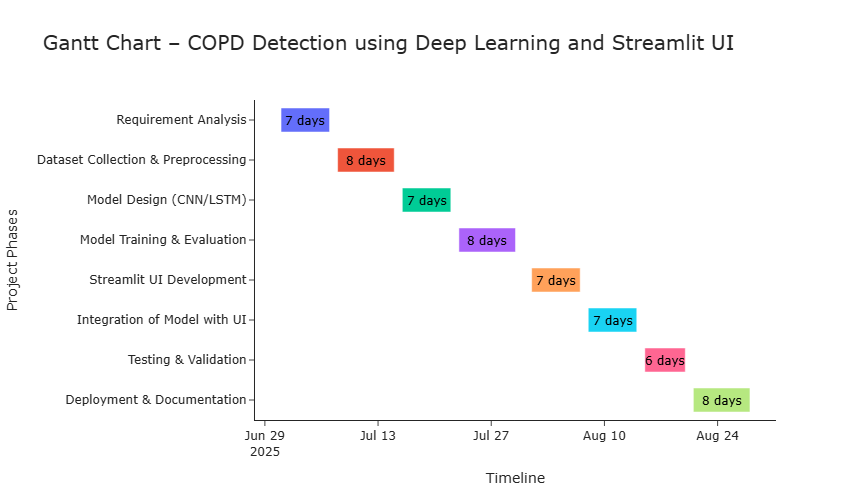 Gantt Chart – COPD Detection using Deep Learning and Streamlit UI
Requirement Analysis
7 days
Dataset Collection & Preprocessing
8 days
Model Design (CNN/LSTM)
7 days
Model Training & Evaluation
8 days
Streamlit UI Development
7 days
Integration of Model with UI
7 days
Testing & Validation
6 days
Deployment & Documentation
8 days
Project Phases
Jun 29
2025
Jul 13
Jul 27
Aug 10
Aug 24
Timeline